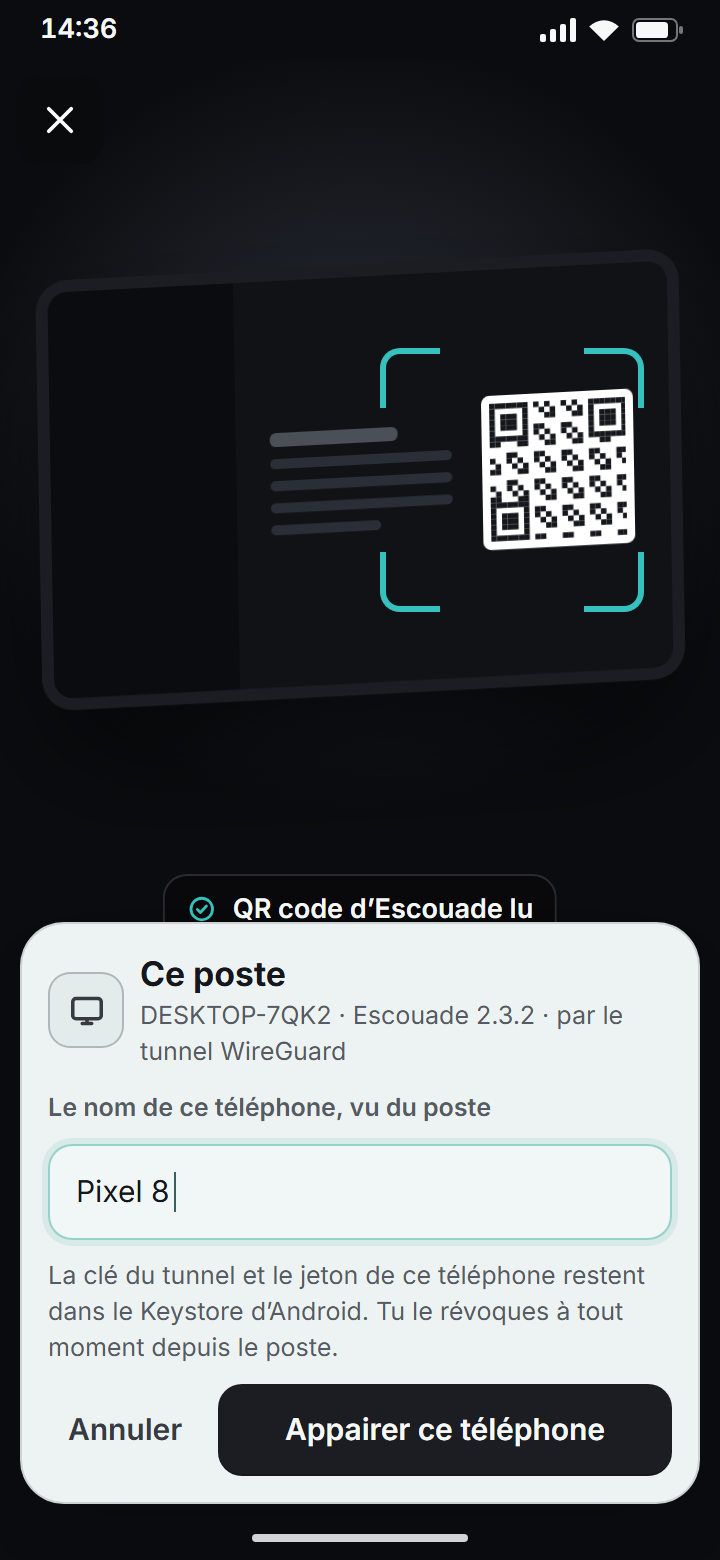 14:36
QR code d’Escouade lu
Ce poste
DESKTOP-7QK2 · Escouade 2.3.2 · par le
tunnel WireGuard
Le nom de ce téléphone, vu du poste
Pixel 8
La clé du tunnel et le jeton de ce téléphone restent
dans le Keystore d’Android. Tu le révoques à tout
moment depuis le poste.
Annuler
Appairer ce téléphone